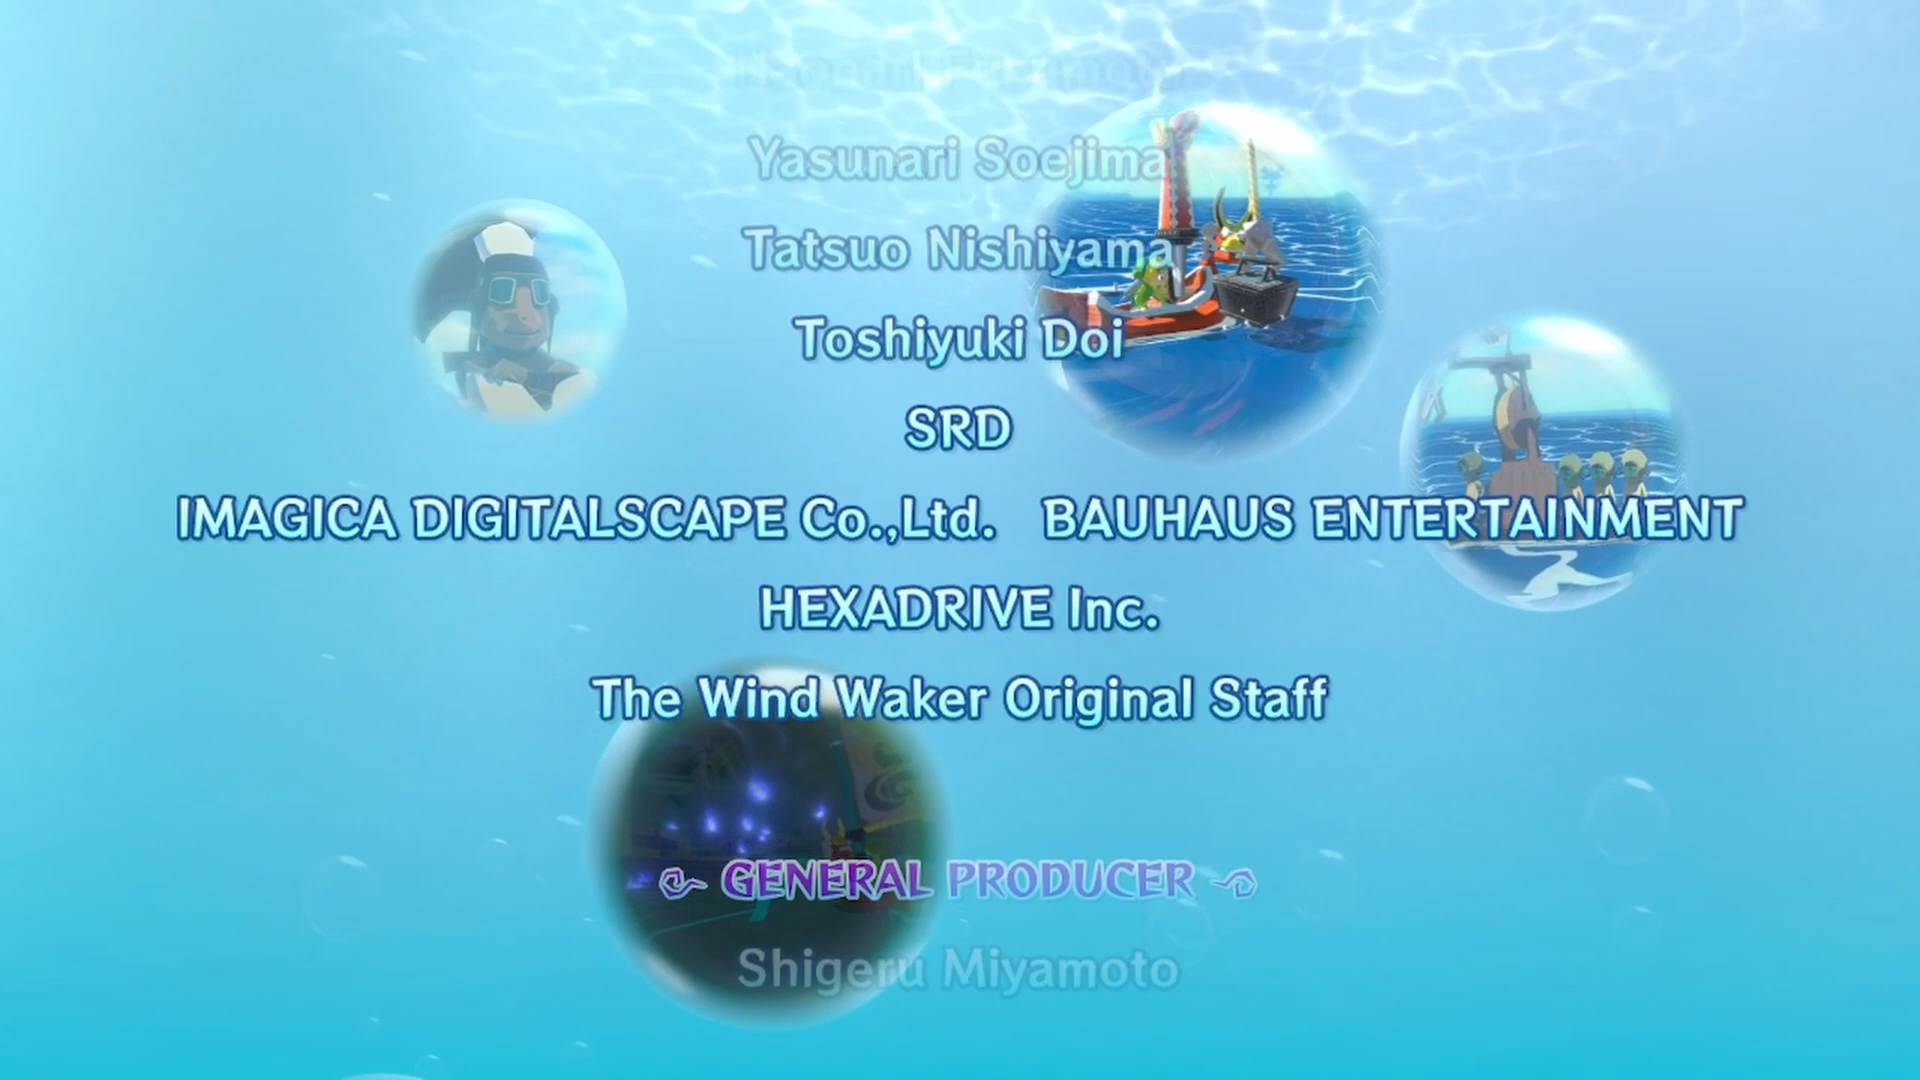 Yasunari Soejima
Tatsuo Nishiyama
Toshiyuki Doi
SRD
IMAGICA DIGITALSCAPE Co.,Ltd. BAUHAUS ENTERTAINMENT
HEXADRIVE Inc.
The Wind Waker Original Staff
GENERAL PRODUCER
Shigeru Miyamoto